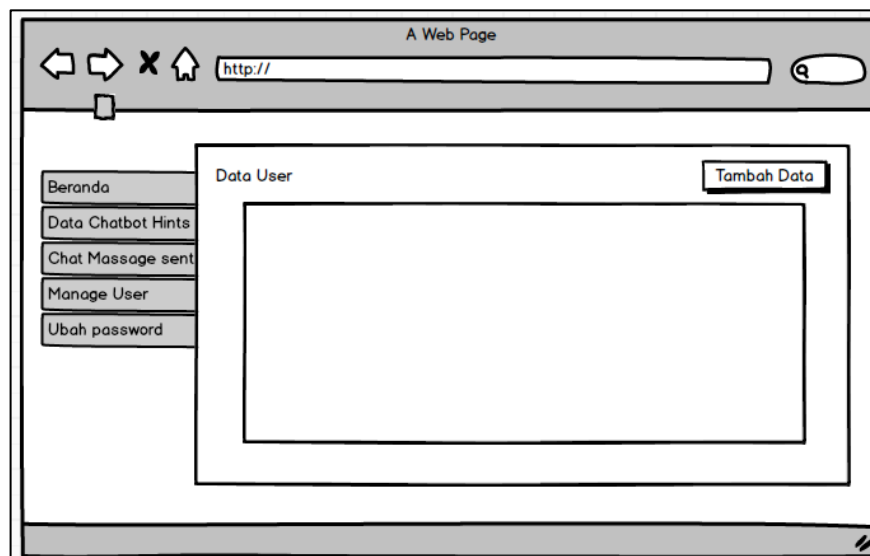 A Web Page
http://
Data User
Tambah Data
Beranda
Data Chatbot Hints
Chat Massage sent
Manage User
Ubah password